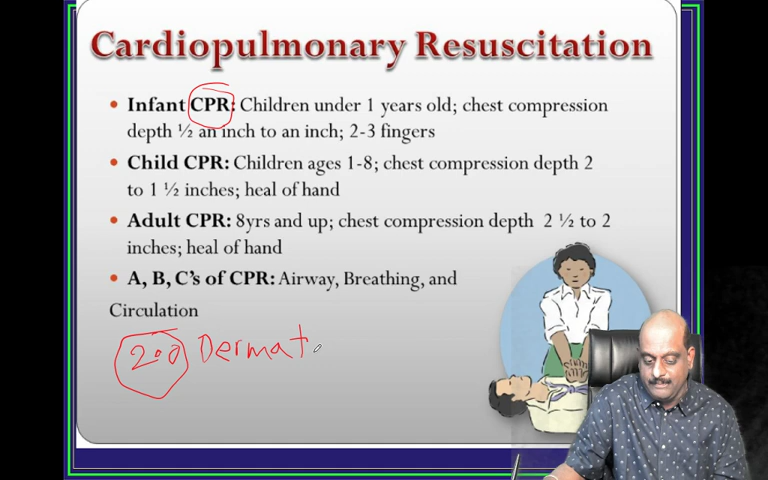 Cardiopulmonary Resuscitation
• Infant CPR: Children under 1 years old; chest compression
depth ½ an inch to an inch; 2-3 fingers
• Child CPR: Children ages 1-8; chest compression depth 2
to 1 ½ inches; heal of hand
• Adult CPR: 8yrs and up; chest compression depth 2 ½ to 2
inches; heal of hand
• A, B, C’s of CPR: Airway, Breathing, and
Circulation
200 Dermat